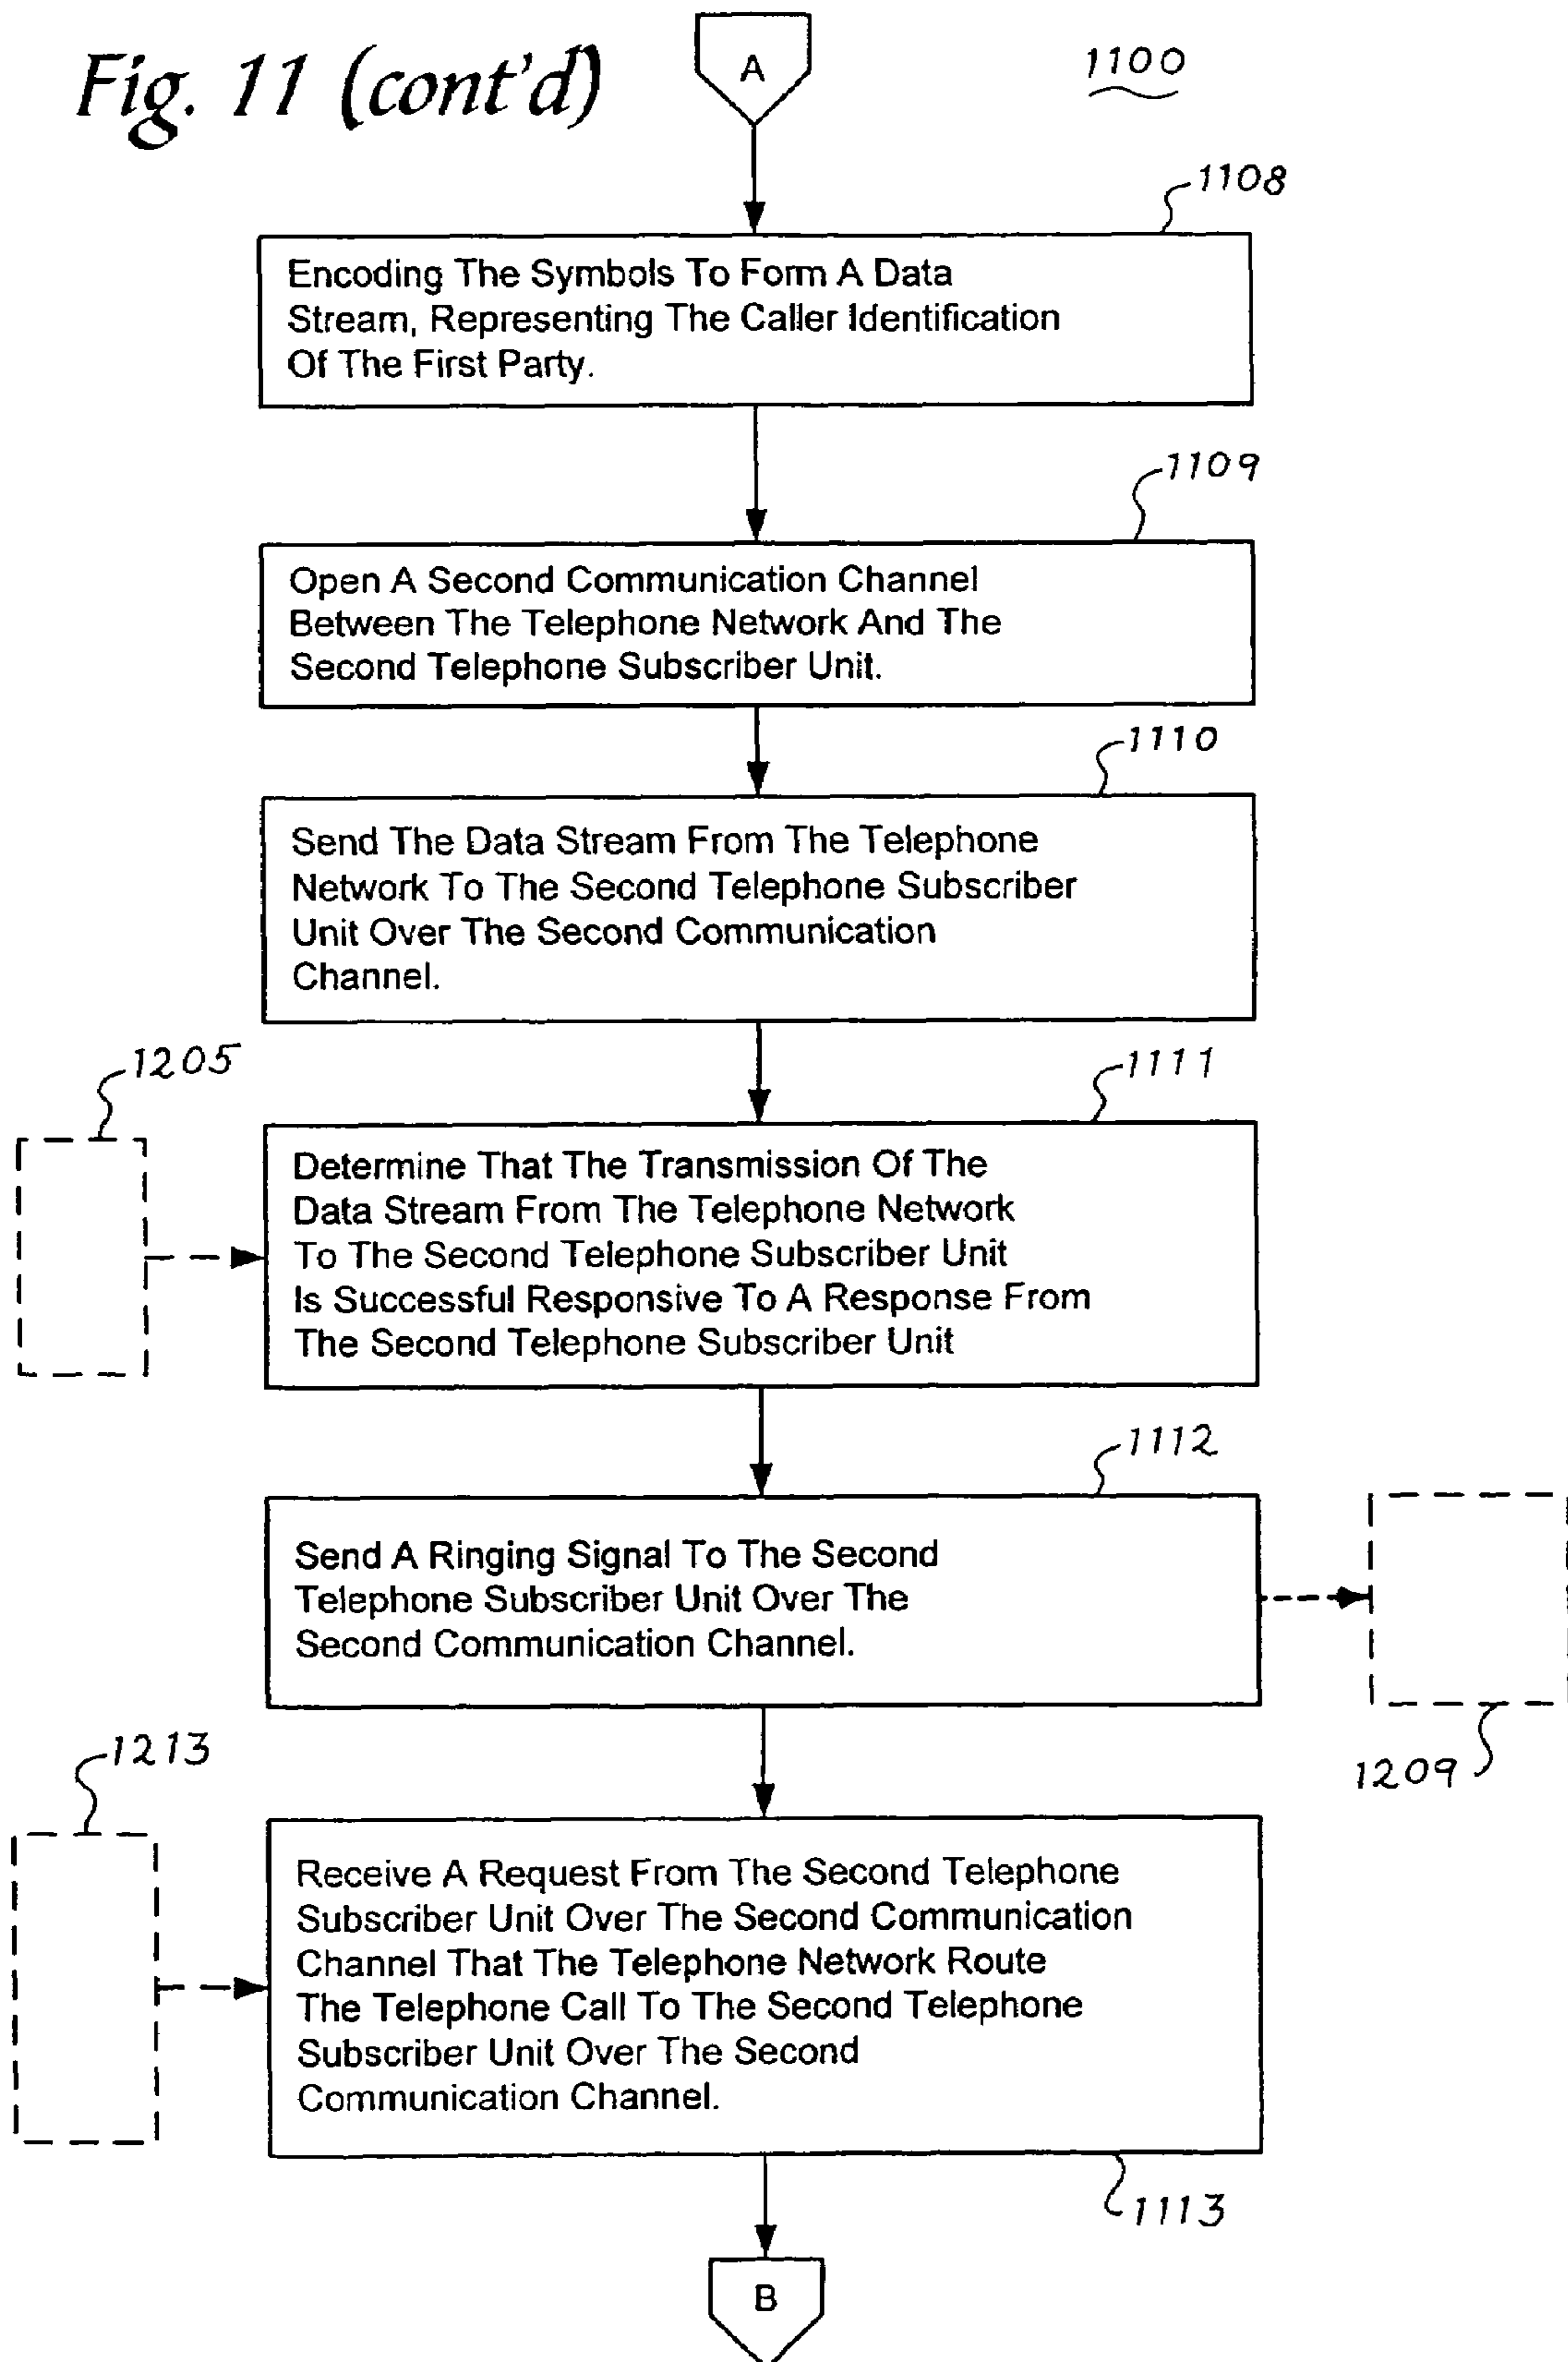 Fig. 11 (cont'd)
A
1100
1108
Encoding The Symbols To Form A Data
Stream, Representing The Caller Identification
Of The First Party.
1109
Open A Second Communication Channel
Between The Telephone Network And The
Second Telephone Subscriber Unit.
1110
Send The Data Stream From The Telephone
Network To The Second Telephone Subscriber
Unit Over The Second Communication
Channel.
1205
1111
Determine That The Transmission Of The
Data Stream From The Telephone Network
To The Second Telephone Subscriber Unit
Is Successful Responsive To A Response From
The Second Telephone Subscriber Unit
1112
Send A Ringing Signal To The Second
Telephone Subscriber Unit Over The
Second Communication Channel.
1209
1213
Receive A Request From The Second Telephone
Subscriber Unit Over The Second Communication
Channel That The Telephone Network Route
The Telephone Call To The Second Telephone
Subscriber Unit Over The Second
Communication Channel.
1113
B